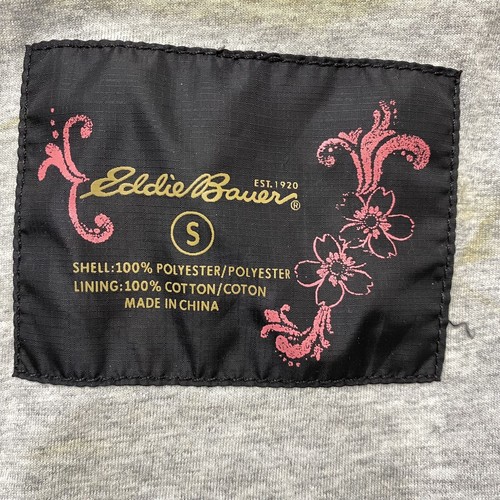 EST. 1920
Eddie Bauer®
S
SHELL:100% POLYESTER/POLYESTER
LINING:100% COTTON/COTON
MADE IN CHINA